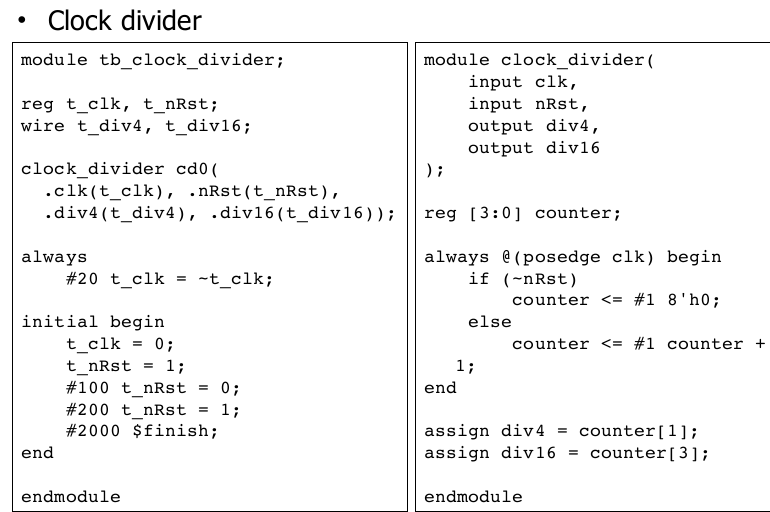 • Clock divider
module tb_clock_divider;
reg t_clk, t_nRst;
wire t_div4, t_div16;
clock_divider cd0(
.clk(t_clk), .nRst(t_nRst),
.div4(t_div4), .div16(t_div16));
always
#20 t_clk = ~t_clk;
initial begin
t_clk = 0;
t_nRst = 1;
#100 t_nRst = 0;
#200 t_nRst = 1;
#2000 $finish;
end
endmodule
module clock_divider(
input clk,
input nRst,
output div4,
output div16
);
reg [3:0] counter;
always @(posedge clk) begin
if (~nRst)
counter <= #1 8'h0;
else
counter <= #1 counter +
1;
end
assign div4 = counter[1];
assign div16 = counter[3];
endmodule